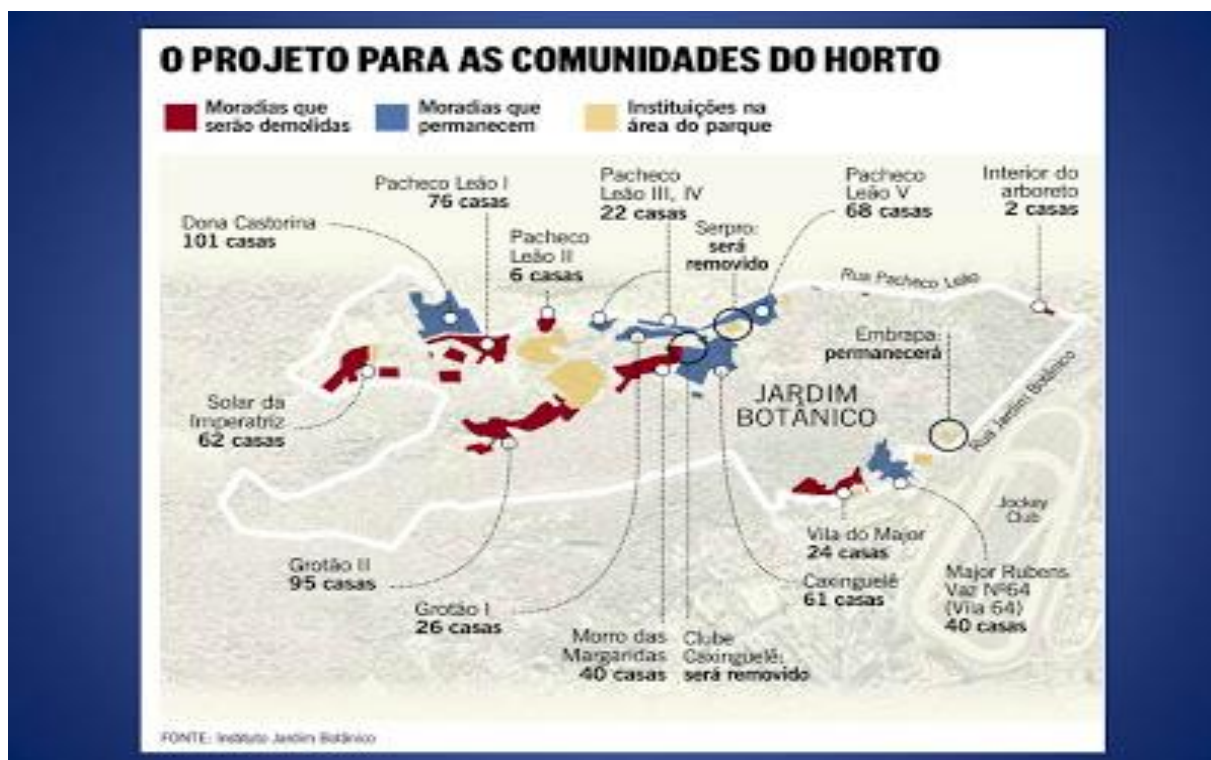 O PROJETO PARA AS COMUNIDADES DO HORTO
Moradias que
serão demolidas
Moradias que
permanecem
Instituições na
área do parque
Pacheco Leão I
76 casas
Pacheco
Leão III, IV
22 casas
Pacheco
Leão V
68 casas
Interior do
arboreto
2 casas
Dona Castorina
101 casas
Pacheco
Leão II
6 casas
Serpro:
será
removido
Rua Pacheco Leão
Embrapa:
permanecerá
Solar da
Imperatriz
62 casas
JARDIM
BOTÂNICO
Rua Jardim Botânico
Jockey
Club
Vila do Major
24 casas
Grotão II
95 casas
Caxinguelê
61 casas
Major Rubens
Vaz Nº64
(Vila 64)
40 casas
Grotão I
26 casas
Morro das
Margaridas
40 casas
Clube
Caxinguelê:
será removido
FONTE: Instituto Jardim Botânico